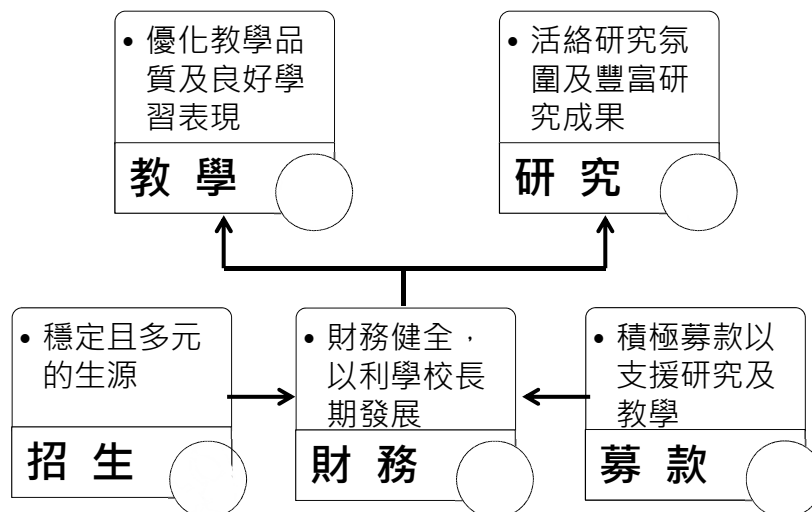 • 優化教學品
質及良好學
習表現
教 學
• 活絡研究氛
圍及豐富研
究成果
研 究
• 穩定且多元
的生源
招 生
• 財務健全，
以利學校長
期發展
財 務
• 積極募款以
支援研究及
教學
募 款